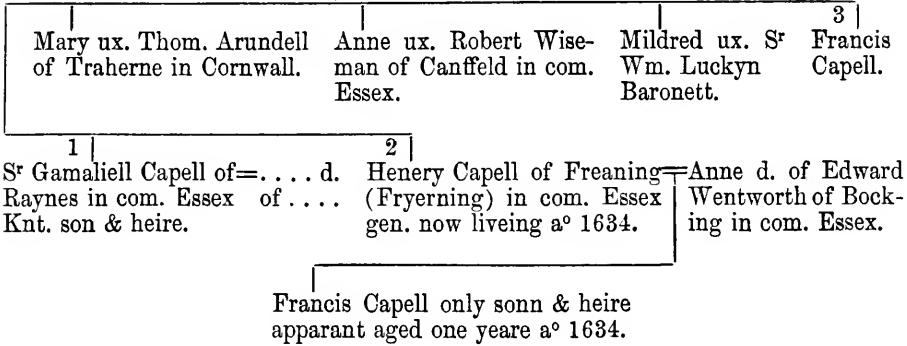 3
Mary ux. Thom. Arundell
of Traherne in Cornwall.
Anne ux. Robert Wise-
man of Canffeld in com.
Essex.
Mildred ux. Sr
Wm. Luckyn
Baronett.
Francis
Capell.
1
Sr Gamaliell Capell of=.... d.
Raynes in com. Essex of....
Knt. son & heire.
2
Henery Capell of Freaning=
(Fryerning) in com. Essex
gen. now liveing ao 1634.
Anne d. of Edward
Wentworth of Bock-
ing in com. Essex.
Francis Capell only sonn & heire
apparant aged one yeare ao 1634.